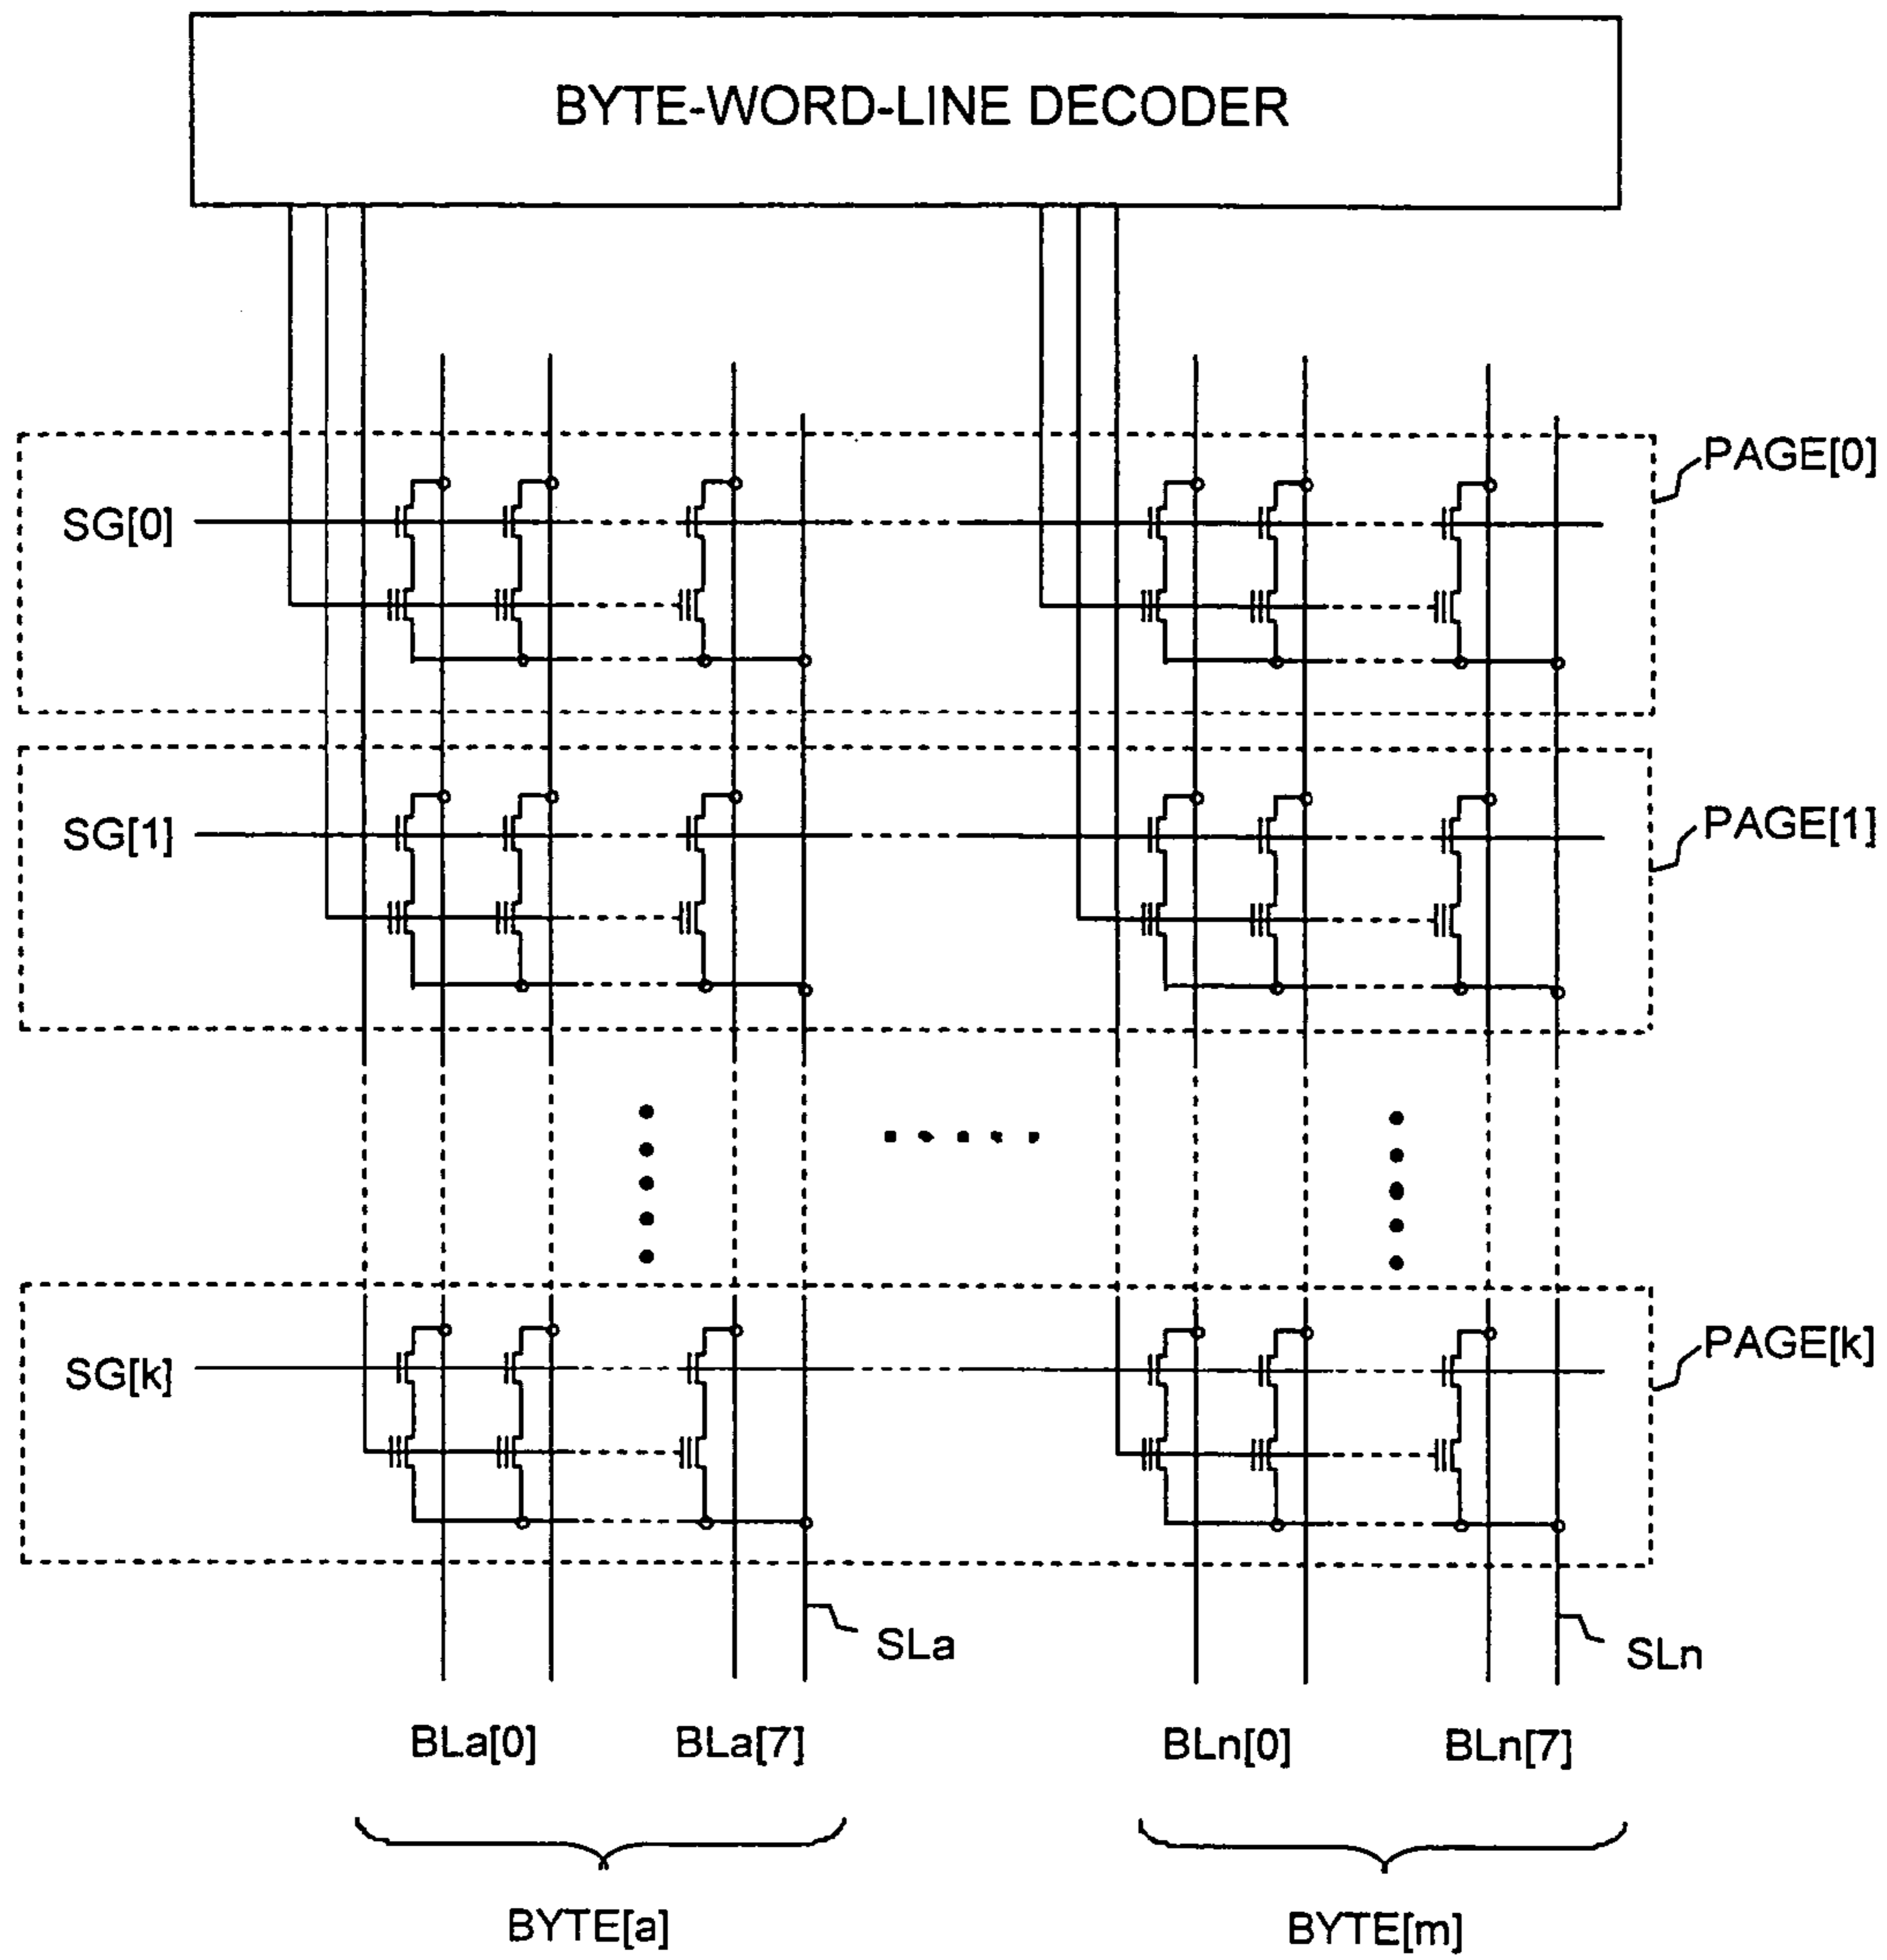 BYTE-WORD-LINE DECODER
PAGE[0]
SG[0]
SG[1]
PAGE[1]
SG[k]
PAGE[k]
SLa
SLn
BLa[0]
BLa[7]
BLn[0]
BLn[7]
BYTE[a]
BYTE[m]